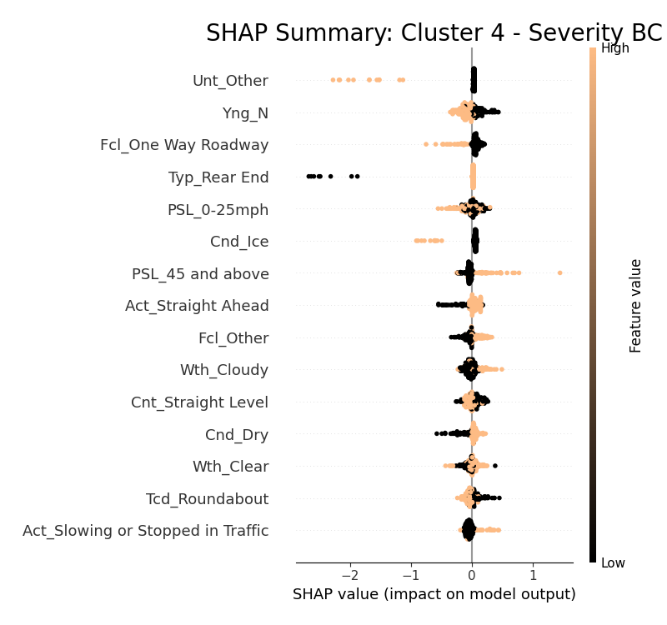 SHAP Summary: Cluster 4 - Severity BC
High
Unt_Other
Yng_N
Fcl_One Way Roadway
Typ_Rear End
PSL_0-25mph
Cnd_Ice
PSL_45 and above
Act_Straight Ahead
Fcl_Other
Wth_Cloudy
Cnt_Straight Level
Cnd_Dry
Wth_Clear
Tcd_Roundabout
Act_Slowing or Stopped in Traffic
Feature value
Low
−2 −1 0 1
SHAP value (impact on model output)